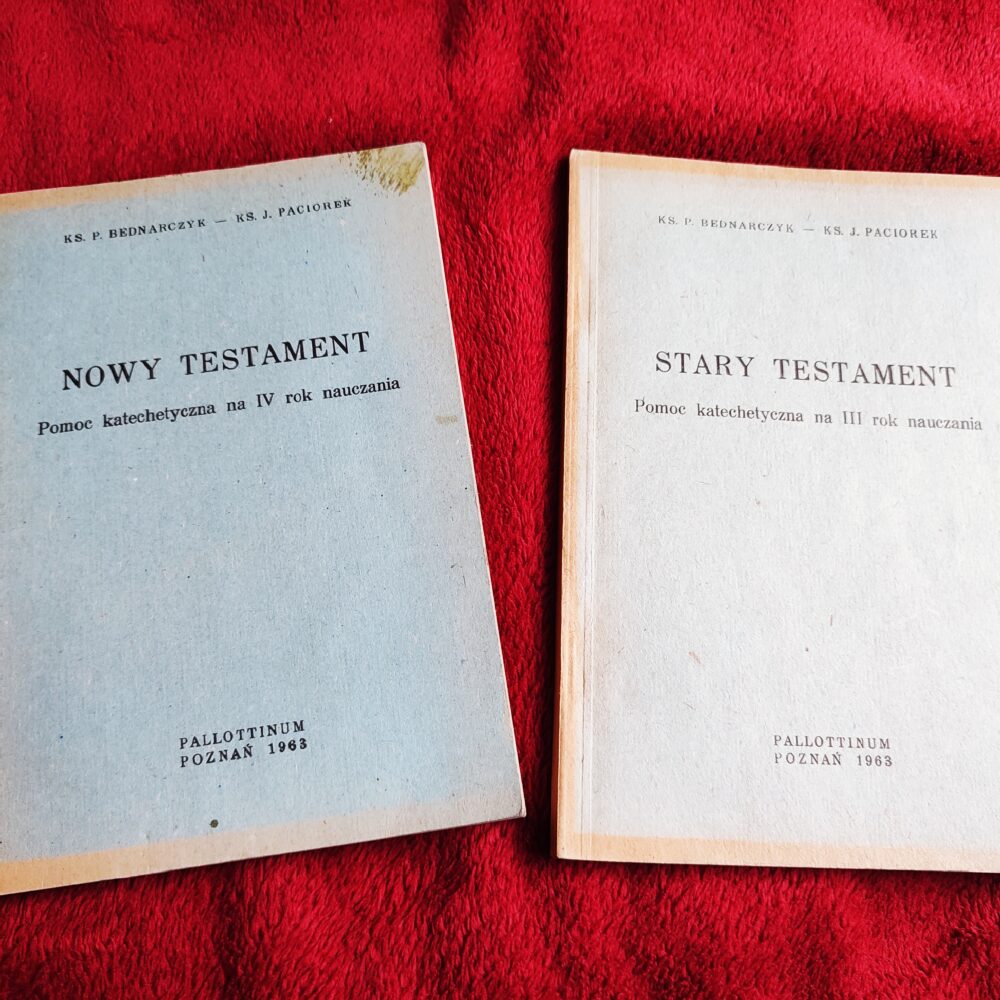 KS. P. BEDNARCZYK — KS. J. PACIOREK
NOWY TESTAMENT
Pomoc katechetyczna na IV rok nauczania
PALLOTTINUM
POZNAŃ 1963
KS. P. BEDNARCZYK — KS. J. PACIOREK
STARY TESTAMENT
Pomoc katechetyczna na III rok nauczania
PALLOTTINUM
POZNAŃ 1963